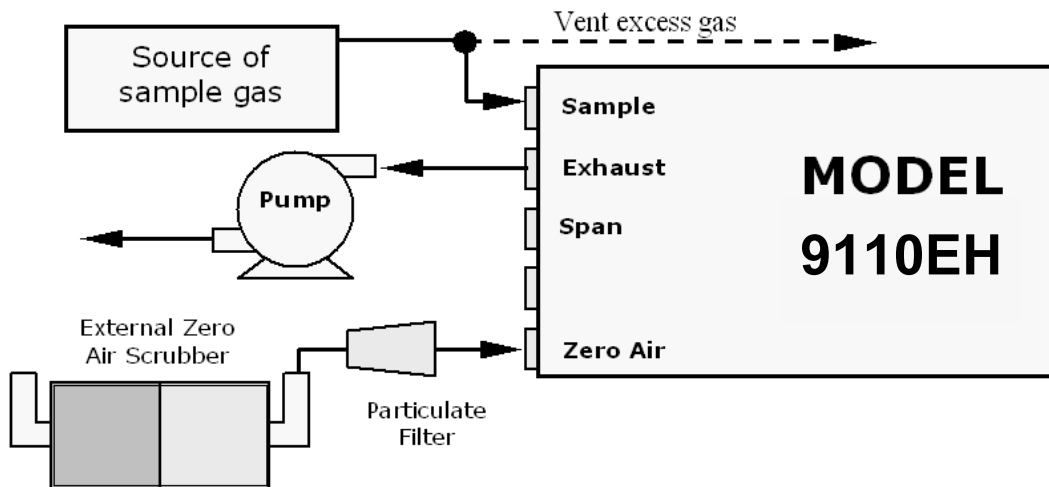 Vent excess gas
Source of
sample gas
Sample
Exhaust
MODEL
Pump
Span
9110EH
External Zero
Air Scrubber
Zero Air
Particulate
Filter